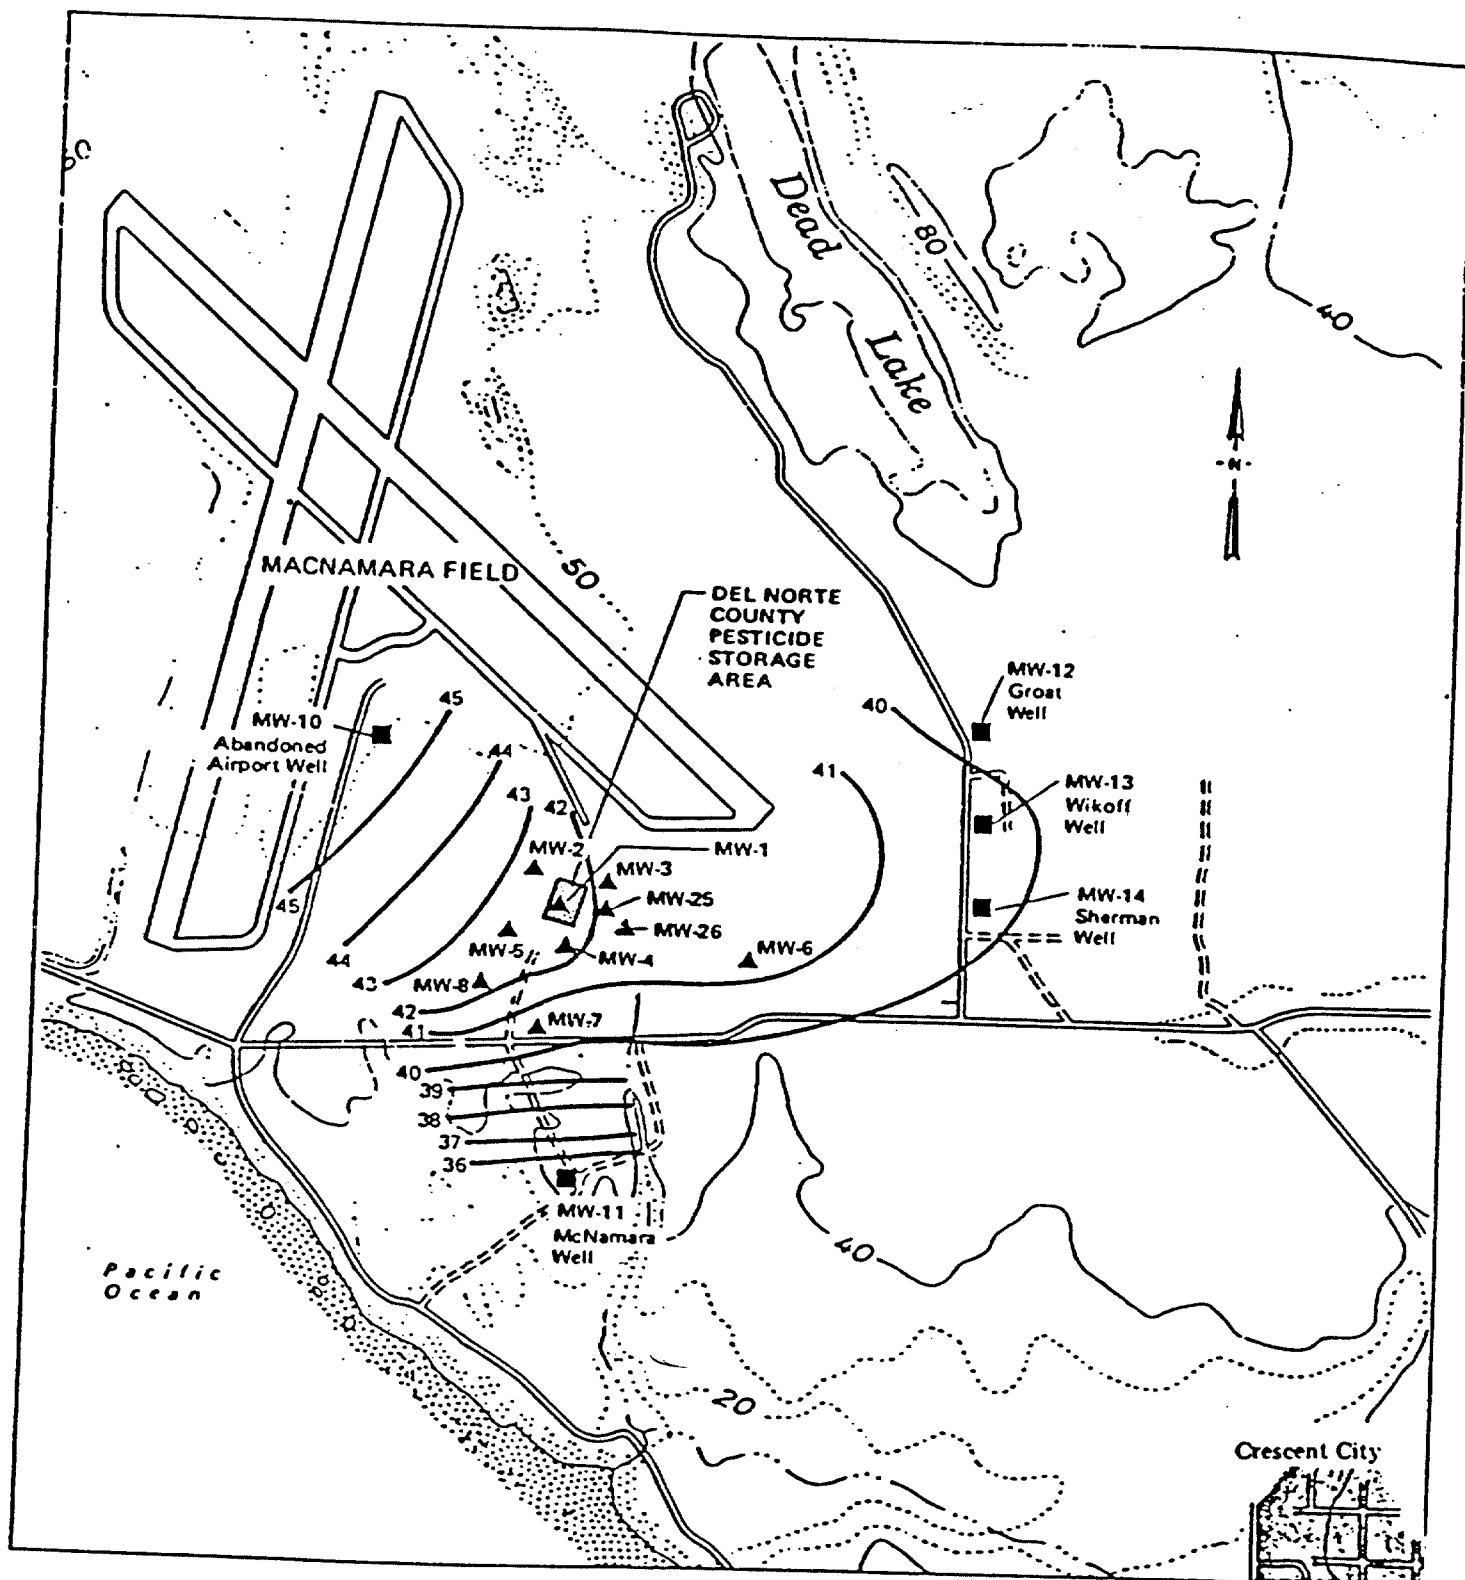 60
Dead
Lake
80
40
N
MACNAMARA FIELD
50
DEL NORTE
COUNTY
PESTICIDE
STORAGE
AREA
MW-12
Groat
Well
MW-10
Abandoned
Airport Well
45
44
43
42
40
41
MW-13
Wikoff
Well
MW-2
MW-1
MW-3
MW-25
MW-26
MW-14
Sherman
Well
45
MW-5
MW-4
MW-6
44
43
MW-8
42
41
MW-7
40
39
38
37
36
MW-11
McNamara
Well
40
Pacific
Ocean
20
Crescent City